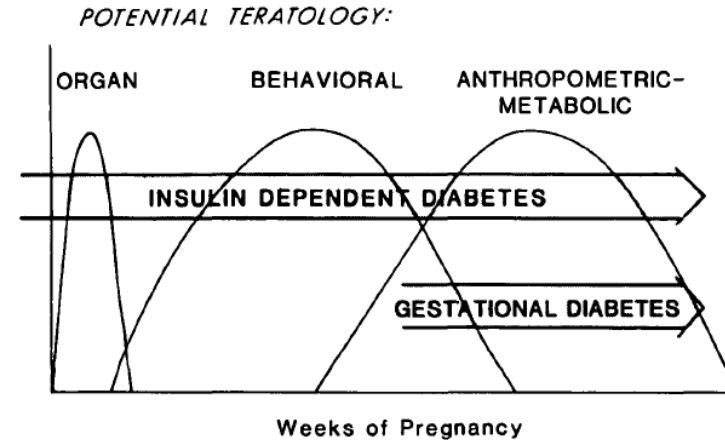 POTENTIAL TERATOLOGY:
ORGAN
BEHAVIORAL
ANTHROPOMETRIC-
METABOLIC
INSULIN DEPENDENT DIABETES
GESTATIONAL DIABETES
Weeks of Pregnancy